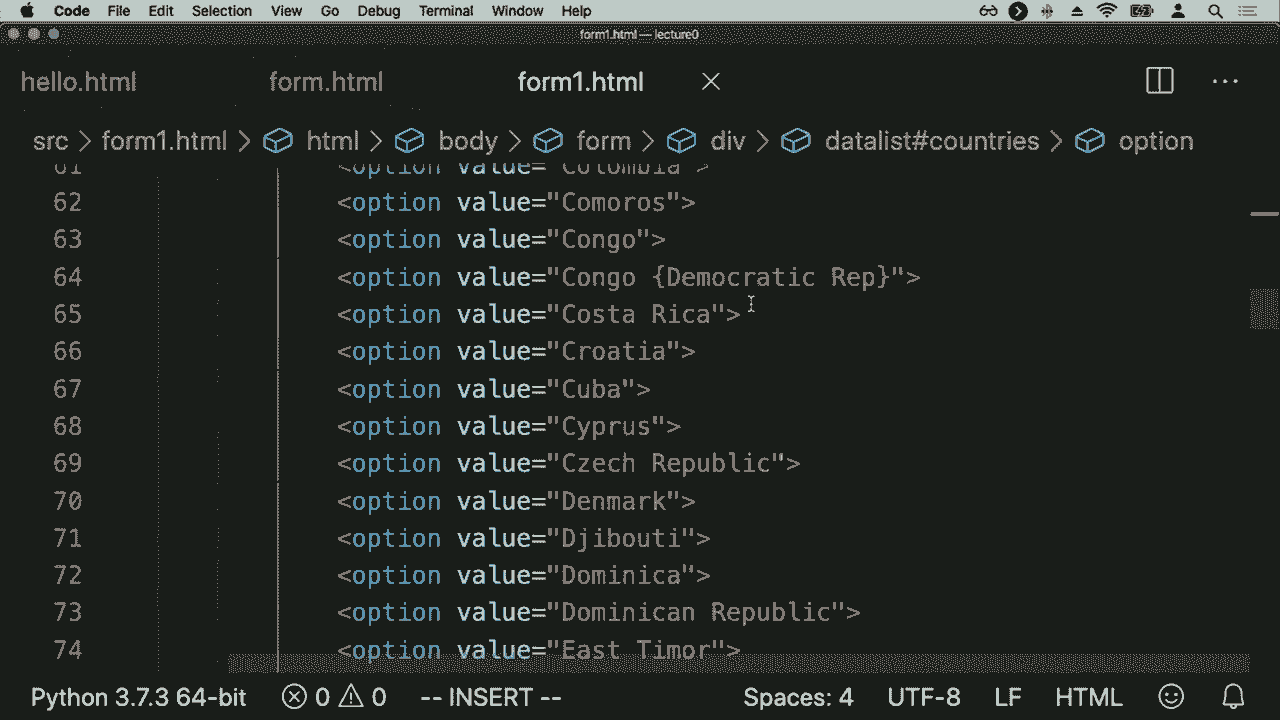 Code File Edit Selection View Go Debug Terminal Window Help
form1.html — lecture0
hello.html form.html form1.html
src > form1.html > html > body > form > div > datalist#countries > option
61 <option value="Colombia">
62 <option value="Comoros">
63 <option value="Congo">
64 <option value="Congo {Democratic Rep}">
65 <option value="Costa Rica">
66 <option value="Croatia">
67 <option value="Cuba">
68 <option value="Cyprus">
69 <option value="Czech Republic">
70 <option value="Denmark">
71 <option value="Djibouti">
72 <option value="Dominica">
73 <option value="Dominican Republic">
74 <option value="East Timor">
Python 3.7.3 64-bit 0 0 -- INSERT -- Spaces: 4 UTF-8 LF HTML